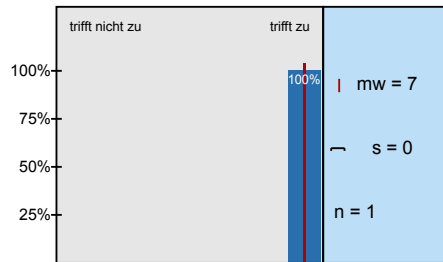 trifft nicht zu
trifft zu
100%
75%
50%
25%
100%
mw = 7
s = 0
n = 1